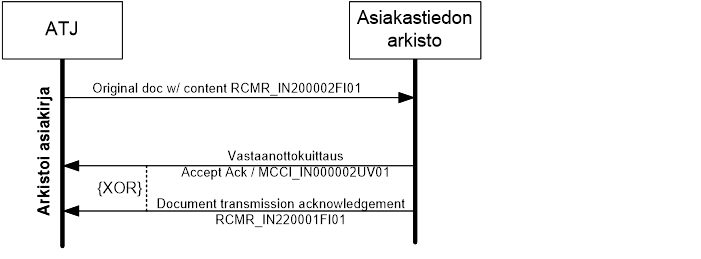 ATJ
Asiakastiedon
arkisto
Arkistoi asiakirja
Original doc w/ content RCMR_IN200002FI01
Vastaanottokuittaus
Accept Ack / MCCI_IN000002UV01
{XOR}
Document transmission acknowledgement
RCMR_IN220001FI01